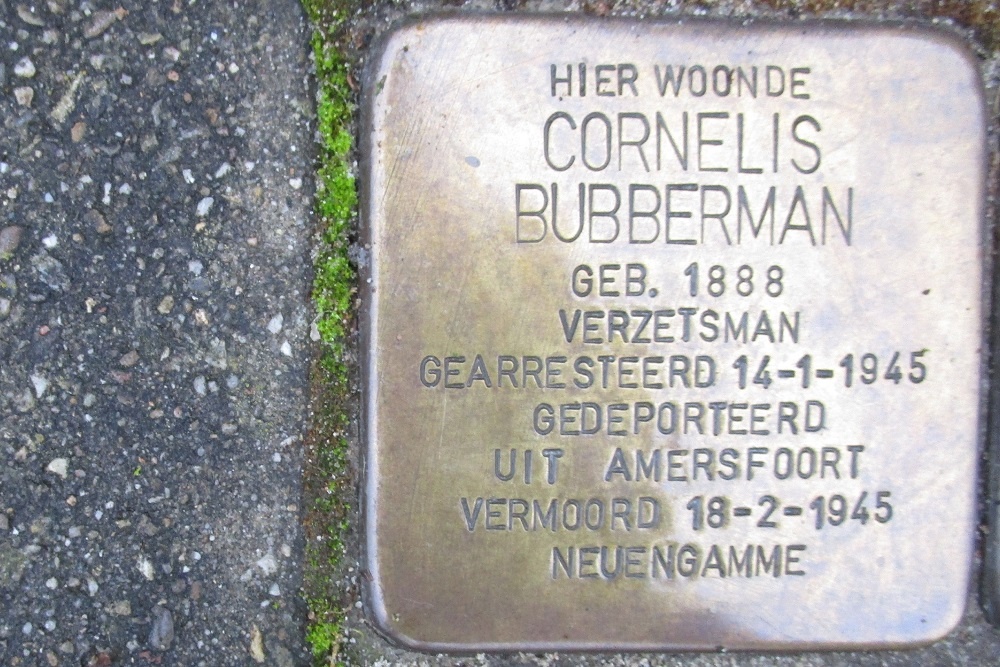 HIER WOONDE
CORNELIS
BUBBERMAN
GEB. 1888
VERZETSMAN
GEARRESTEERD 14-1-1945
GEDEPORTEERD
UIT AMERSFOORT
VERMOORD 18-2-1945
NEUENGAMME